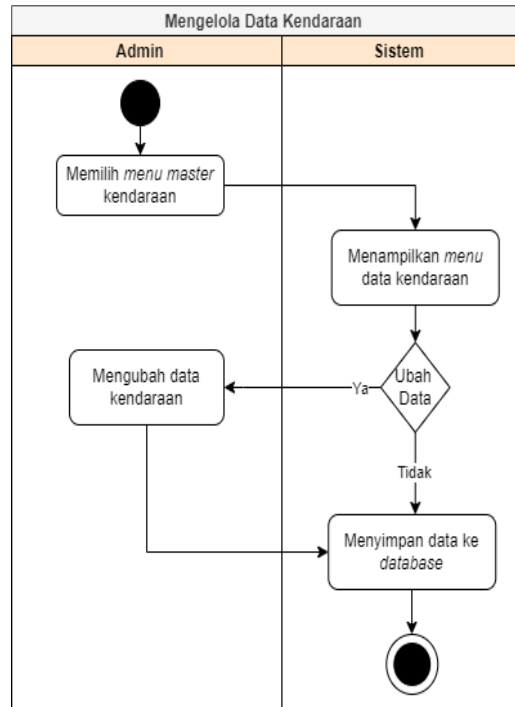 Mengelola Data Kendaraan
Admin
Sistem
Memilih menu master
kendaraan
Menampilkan menu
data kendaraan
Mengubah data
kendaraan
Ya
Ubah
Data
Tidak
Menyimpan data ke
database